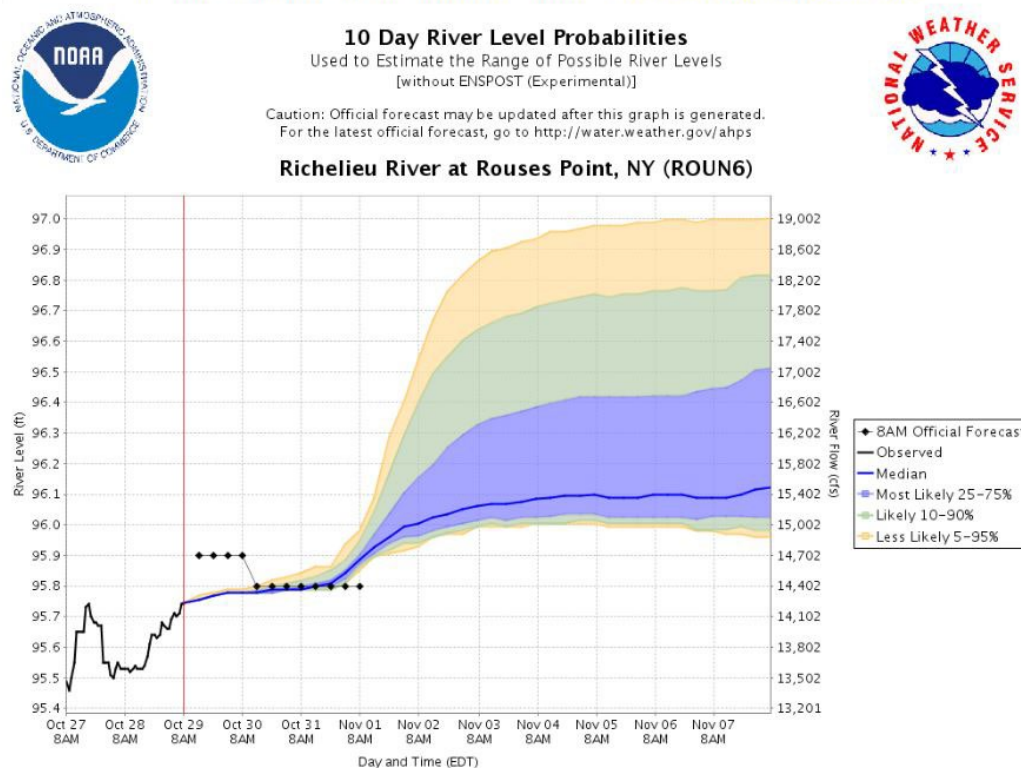 10 Day River Level Probabilities
Used to Estimate the Range of Possible River Levels
[without ENSPOST (Experimental)]
Caution: Official forecast may be updated after this graph is generated.
For the latest official forecast, go to http://water.weather.gov/ahps
Richelieu River at Rouses Point, NY (ROUN6)
NATIONAL OCEANIC AND ATMOSPHERIC ADMINISTRATION
NOAA
U.S. DEPARTMENT OF COMMERCE
NATIONAL WEATHER SERVICE
River Level (ft)
97.0
96.9
96.8
96.7
96.6
96.5
96.4
96.3
96.2
96.1
96.0
95.9
95.8
95.7
95.6
95.5
95.4
19,002
18,602
18,202
17,802
17,402
17,002
16,602
16,202
15,802
15,402
15,002
14,702
14,402
14,102
13,802
13,502
13,201
River Flow (cfs)
8AM Official Forecast
Observed
Median
Most Likely 25-75%
Likely 10-90%
Less Likely 5-95%
Oct 27 Oct 28 Oct 29 Oct 30 Oct 31 Nov 01 Nov 02 Nov 03 Nov 04 Nov 05 Nov 06 Nov 07
8AM 8AM 8AM 8AM 8AM 8AM 8AM 8AM 8AM 8AM 8AM 8AM
Day and Time (EDT)